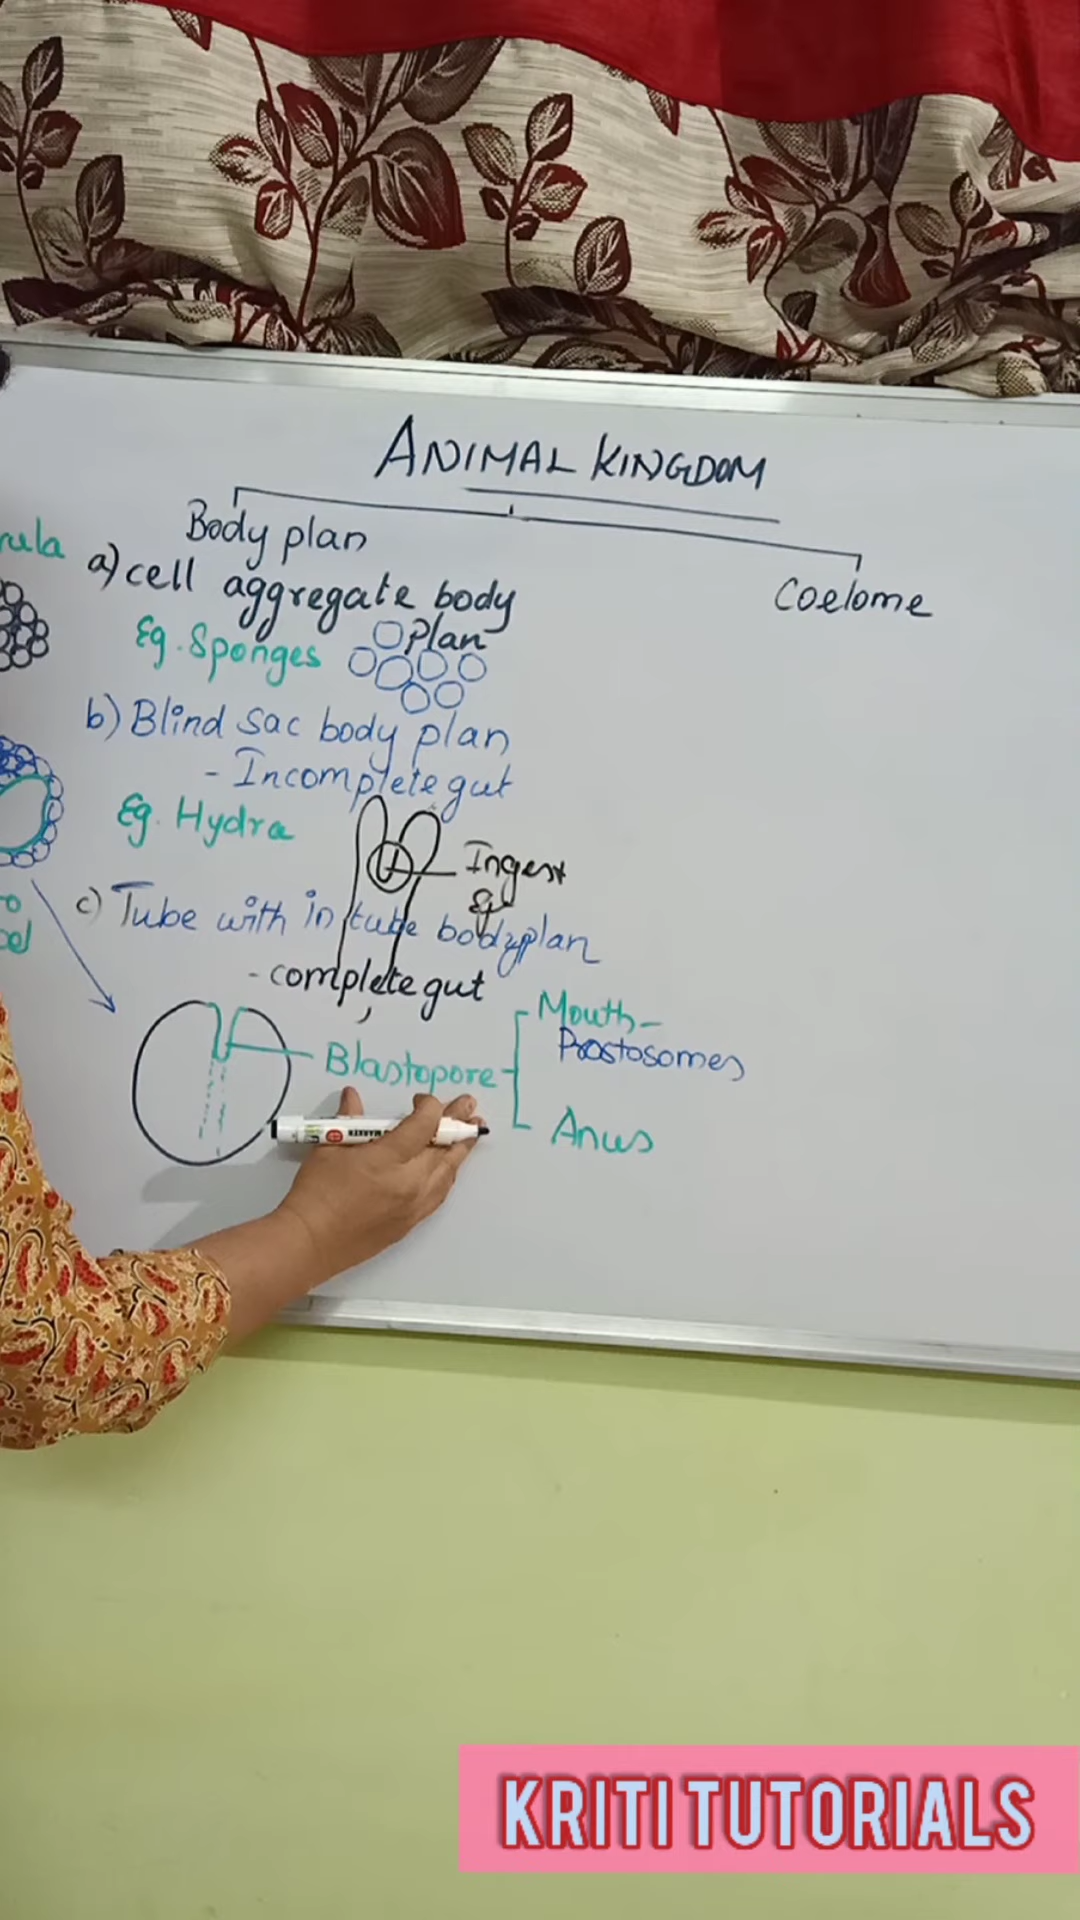 ANIMAL KINGDOM
Body plan
Coelome
a) cell aggregate body
Plan
Eg. Sponges
b) Blind sac body plan
- Incomplete gut
Eg. Hydra
Ingest
c) Tube with in tube bodyplan
- complete gut
Blastopore
Mouth -
Prostosomes
Anus
KRITI TUTORIALS